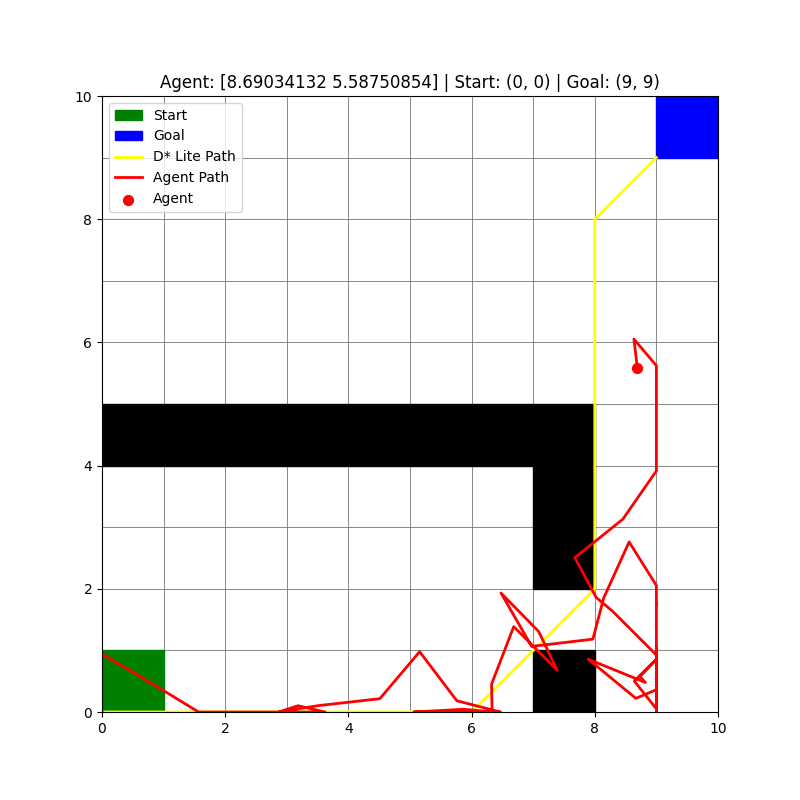 Agent: [8.69034132 5.58750854] | Start: (0, 0) | Goal: (9, 9)
10
Start
Goal
D* Lite Path
Agent Path
Agent
8
6
4
2
0
0 2 4 6 8 10